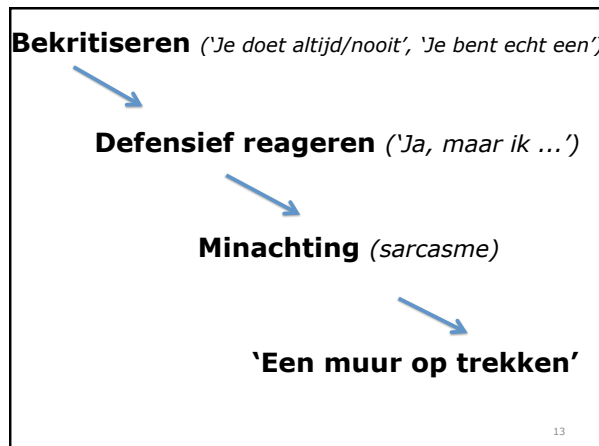 Bekritiseren (‘Je doet altijd/nooit’, ‘Je bent echt een’)
Defensief reageren (‘Ja, maar ik ...’)
Minachting (sarcasme)
‘Een muur op trekken’
13